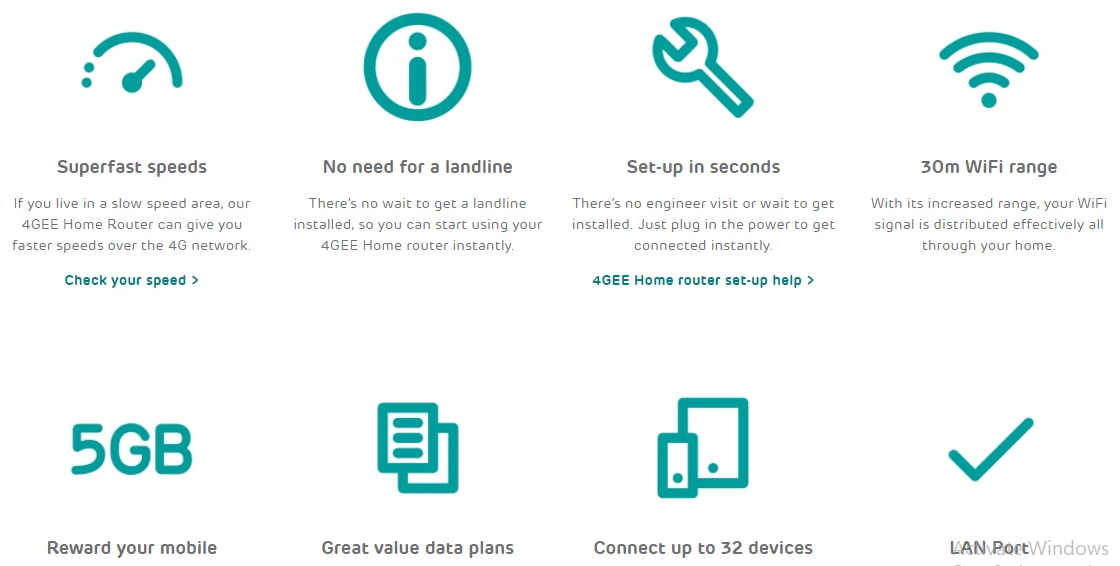 Superfast speeds
If you live in a slow speed area, our
4GEE Home Router can give you
faster speeds over the 4G network.
Check your speed >
No need for a landline
There's no wait to get a landline
installed, so you can start using your
4GEE Home router instantly.
Set-up in seconds
There's no engineer visit or wait to get
installed. Just plug in the power to get
connected instantly.
4GEE Home router set-up help >
30m WiFi range
With its increased range, your WiFi
signal is distributed effectively all
through your home.
5GB
Reward your mobile
Great value data plans
Connect up to 32 devices
LAN Port
Activate Windows